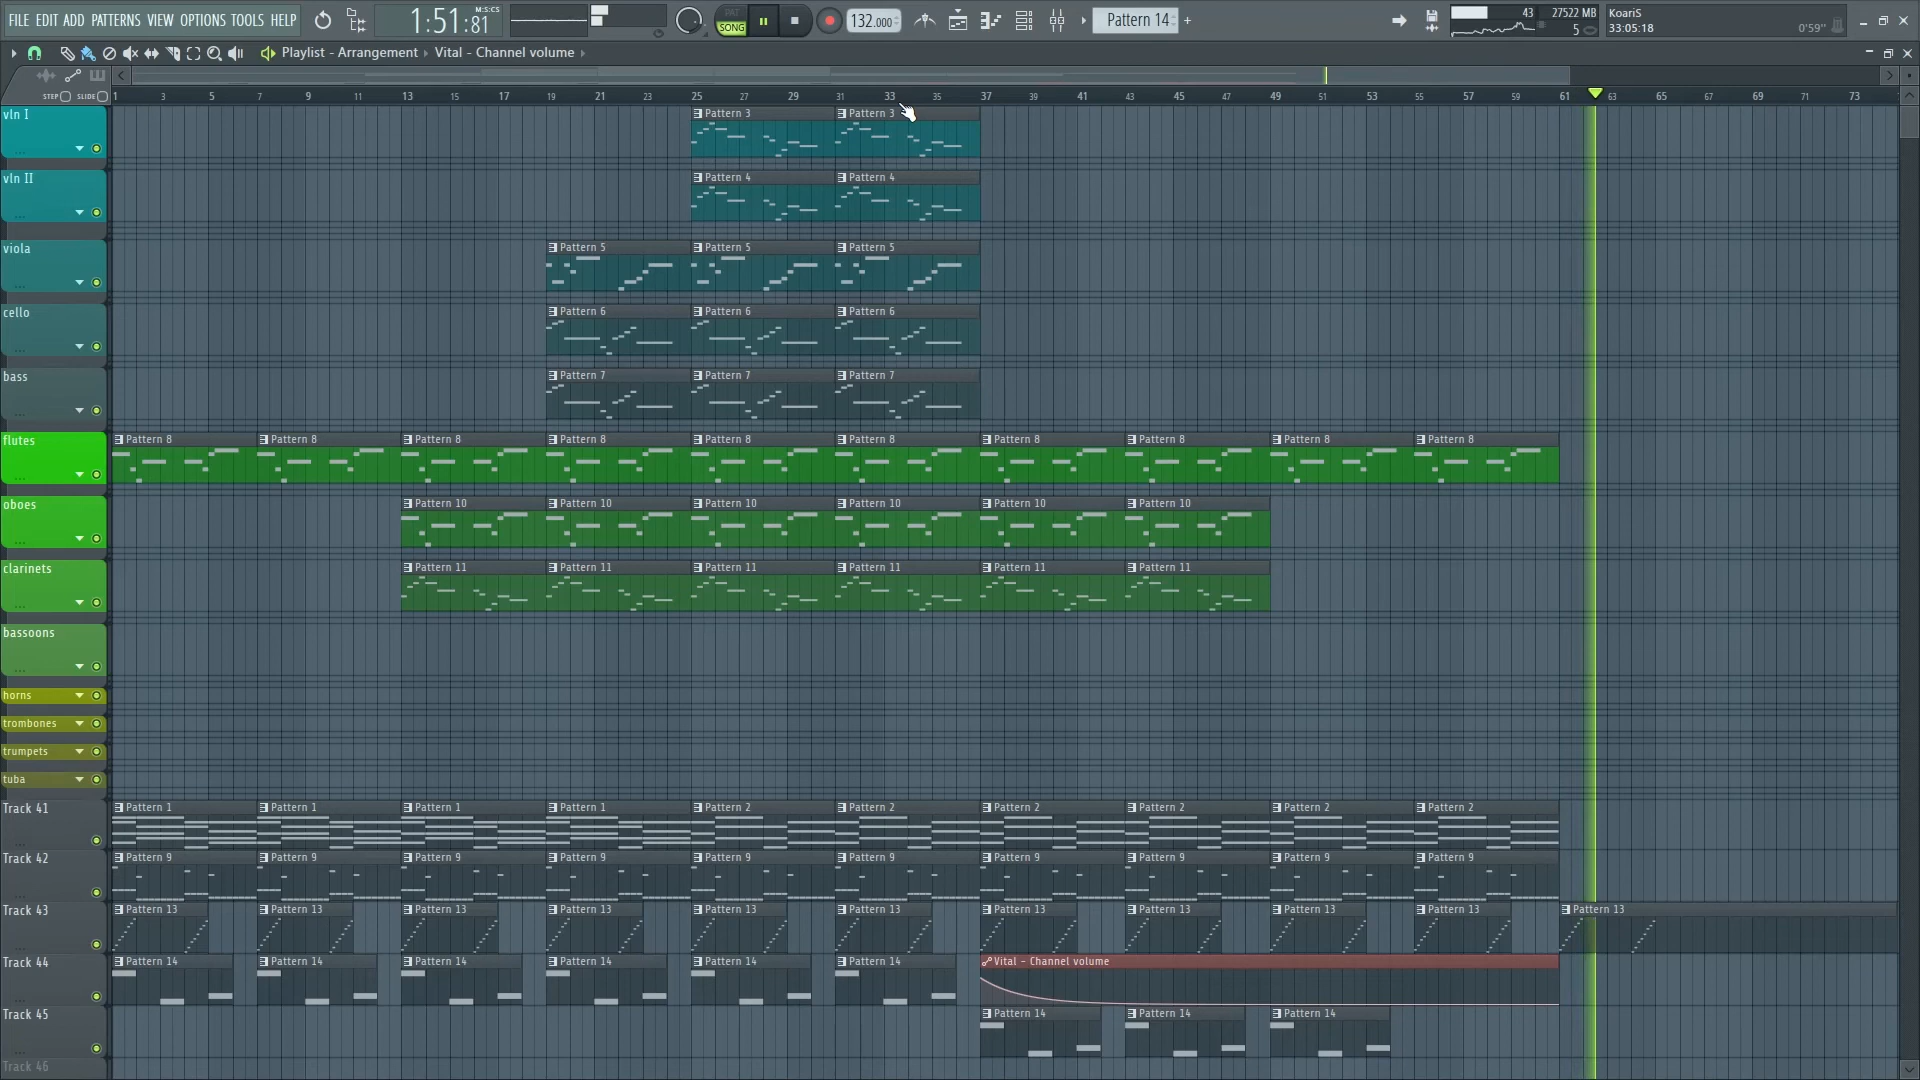 FILE EDIT ADD PATTERNS VIEW OPTIONS TOOLS HELP
1:51:81 M:S:CS
PAT
SONG
132.000
Pattern 14 +
43
27522 MB
5
KoariS
33:05:18
0'59"
Playlist - Arrangement › Vital - Channel volume ›
STEP SLIDE
1 3 5 7 9 11 13 15 17 19 21 23 25 27 29 31 33 35 37 39 41 43 45 47 49 51 53 55 57 59 61 63 65 67 69 71 73
vln I
Pattern 3 Pattern 3
vln II
Pattern 4 Pattern 4
viola
Pattern 5 Pattern 5 Pattern 5
cello
Pattern 6 Pattern 6 Pattern 6
bass
Pattern 7 Pattern 7 Pattern 7
flutes
Pattern 8 Pattern 8 Pattern 8 Pattern 8 Pattern 8 Pattern 8 Pattern 8 Pattern 8 Pattern 8 Pattern 8
oboes
Pattern 10 Pattern 10 Pattern 10 Pattern 10 Pattern 10 Pattern 10
clarinets
Pattern 11 Pattern 11 Pattern 11 Pattern 11 Pattern 11 Pattern 11
bassoons
horns
trombones
trumpets
tuba
Track 41
Pattern 1 Pattern 1 Pattern 1 Pattern 1 Pattern 2 Pattern 2 Pattern 2 Pattern 2 Pattern 2 Pattern 2
Track 42
Pattern 9 Pattern 9 Pattern 9 Pattern 9 Pattern 9 Pattern 9 Pattern 9 Pattern 9 Pattern 9 Pattern 9
Track 43
Pattern 13 Pattern 13 Pattern 13 Pattern 13 Pattern 13 Pattern 13 Pattern 13 Pattern 13 Pattern 13 Pattern 13 Pattern 13
Track 44
Pattern 14 Pattern 14 Pattern 14 Pattern 14 Pattern 14 Pattern 14 Vital - Channel volume
Track 45
Pattern 14 Pattern 14 Pattern 14
Track 46